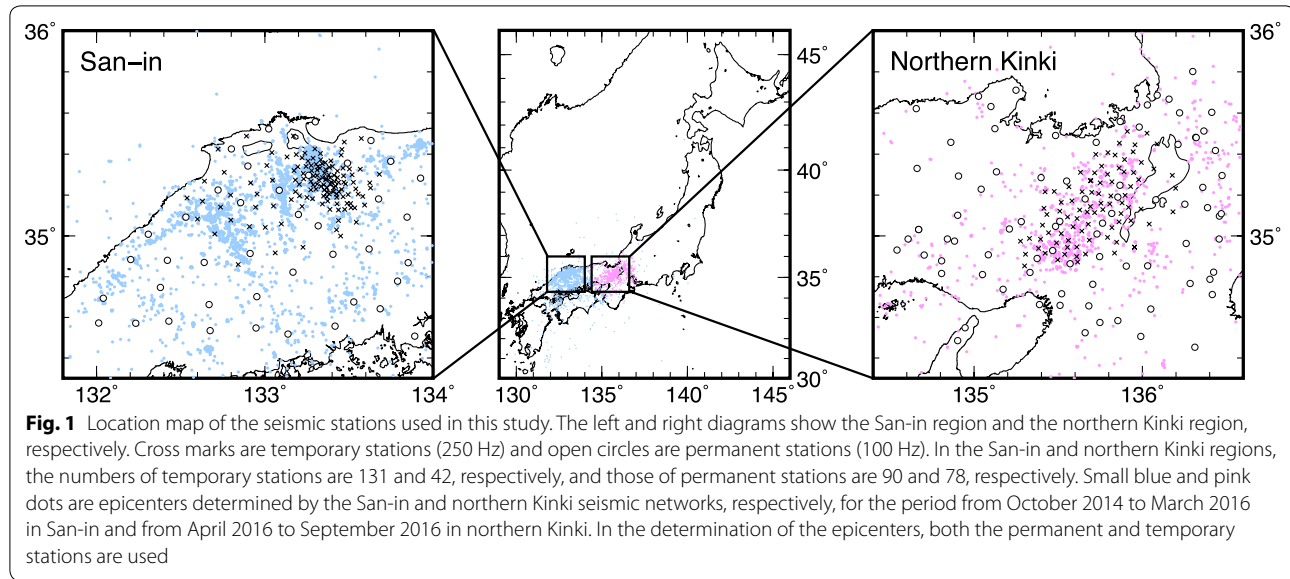 36˚
35˚
San−in
132˚
133˚
134˚
45˚
40˚
35˚
30˚
130˚
135˚
140˚
145˚
Northern Kinki
36˚
35˚
135˚
136˚
Fig. 1 Location map of the seismic stations used in this study. The left and right diagrams show the San-in region and the northern Kinki region,
respectively. Cross marks are temporary stations (250 Hz) and open circles are permanent stations (100 Hz). In the San-in and northern Kinki regions,
the numbers of temporary stations are 131 and 42, respectively, and those of permanent stations are 90 and 78, respectively. Small blue and pink
dots are epicenters determined by the San-in and northern Kinki seismic networks, respectively, for the period from October 2014 to March 2016
in San-in and from April 2016 to September 2016 in northern Kinki. In the determination of the epicenters, both the permanent and temporary
stations are used